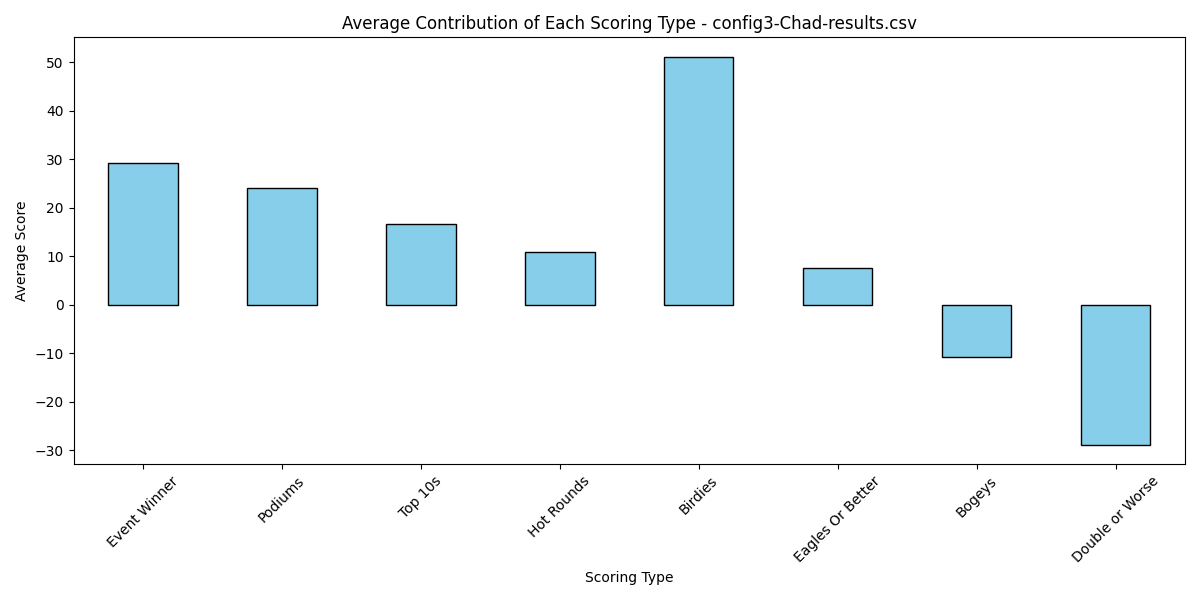 Average Contribution of Each Scoring Type - config3-Chad-results.csv
50
40
30
20
10
0
−10
−20
−30
Average Score
Event Winner
Podiums
Top 10s
Hot Rounds
Birdies
Eagles Or Better
Bogeys
Double or Worse
Scoring Type